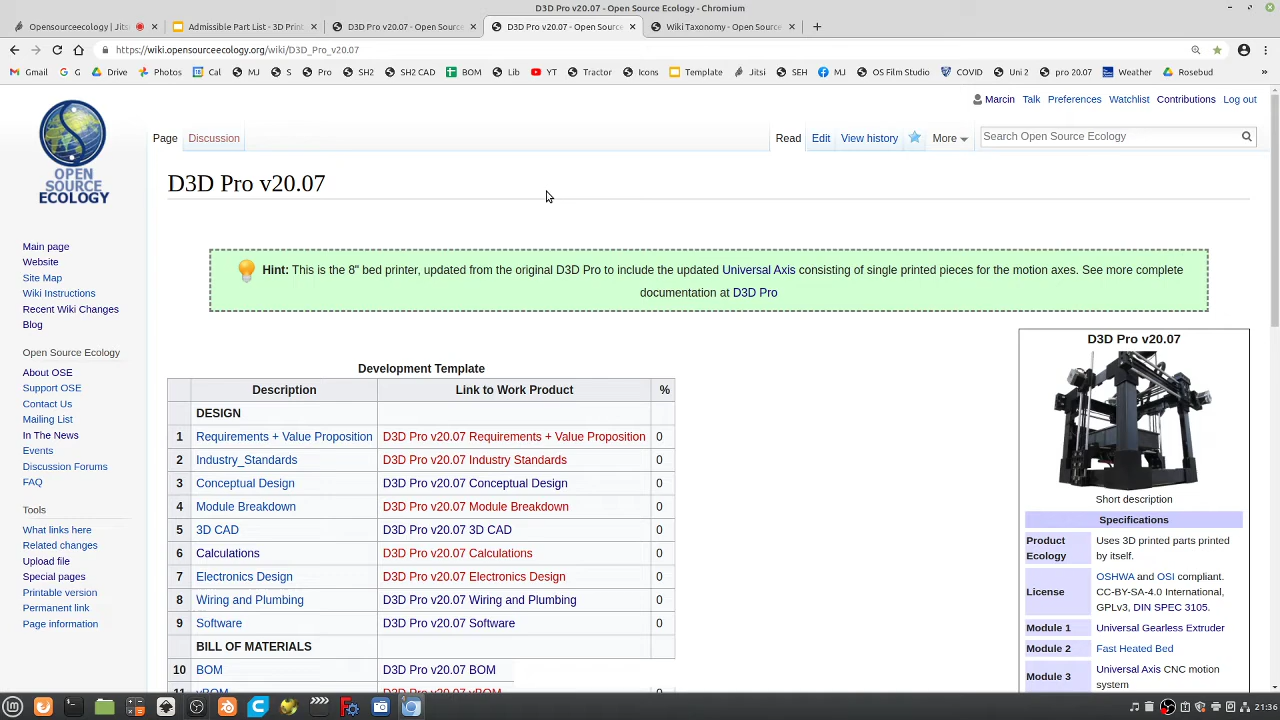 D3D Pro v20.07 - Open Source Ecology - Chromium
Opensourceecology | Jitsi
Admissible Part List - 3D Print
D3D Pro v20.07 - Open Source
D3D Pro v20.07 - Open Source
Wiki Taxonomy - Open Source
https://wiki.opensourceecology.org/wiki/D3D_Pro_v20.07
Gmail G Drive Photos Cal MJ S Pro SH2 SH2 CAD BOM Lib YT Tractor Icons Template Jitsi SEH MJ OS Film Studio COVID Uni 2 pro 20.07 Weather Rosebud
Marcin Talk Preferences Watchlist Contributions Log out
Page Discussion Read Edit View history More Search Open Source Ecology
OPEN
SOURCE
ECOLOGY
D3D Pro v20.07
Main page
Website
Site Map
Wiki Instructions
Recent Wiki Changes
Blog
Open Source Ecology
About OSE
Support OSE
Contact Us
Mailing List
In The News
Events
Discussion Forums
FAQ
Tools
What links here
Related changes
Upload file
Special pages
Printable version
Permanent link
Page information
Hint: This is the 8" bed printer, updated from the original D3D Pro to include the updated Universal Axis consisting of single printed pieces for the motion axes. See more complete
documentation at D3D Pro
Development Template
Description Link to Work Product %
DESIGN
1 Requirements + Value Proposition D3D Pro v20.07 Requirements + Value Proposition 0
2 Industry_Standards D3D Pro v20.07 Industry Standards 0
3 Conceptual Design D3D Pro v20.07 Conceptual Design 0
4 Module Breakdown D3D Pro v20.07 Module Breakdown 0
5 3D CAD D3D Pro v20.07 3D CAD 0
6 Calculations D3D Pro v20.07 Calculations 0
7 Electronics Design D3D Pro v20.07 Electronics Design 0
8 Wiring and Plumbing D3D Pro v20.07 Wiring and Plumbing 0
9 Software D3D Pro v20.07 Software 0
BILL OF MATERIALS
10 BOM D3D Pro v20.07 BOM
11 vBOM D3D Pro v20.07 vBOM 0
D3D Pro v20.07
Short description
Specifications
Product Ecology Uses 3D printed parts printed by itself.
License OSHWA and OSI compliant. CC-BY-SA-4.0 International, GPLv3, DIN SPEC 3105.
Module 1 Universal Gearless Extruder
Module 2 Fast Heated Bed
Module 3 Universal Axis CNC motion system
21:36